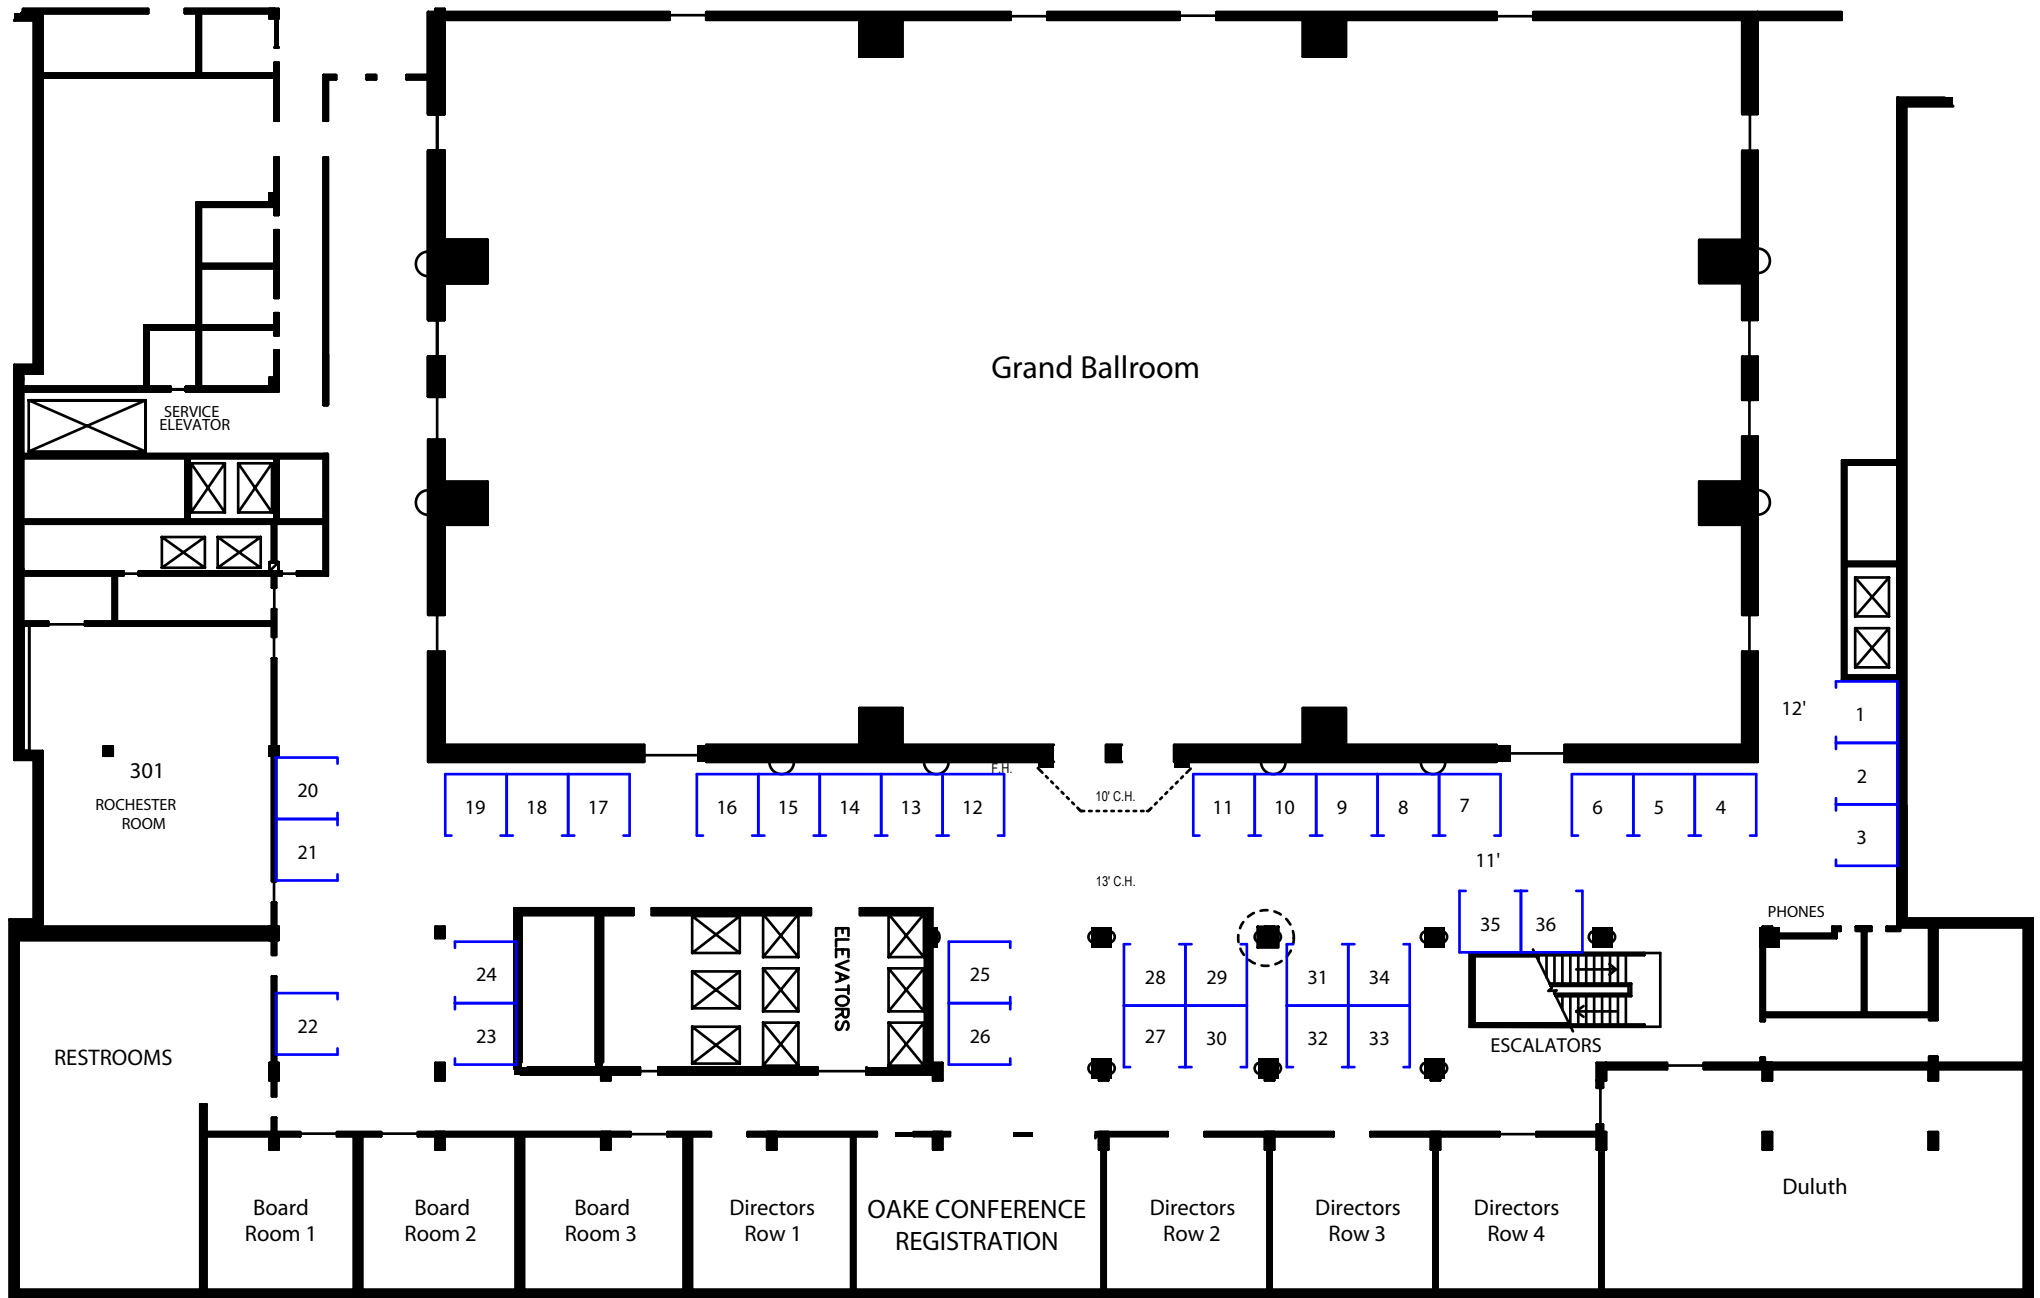 Grand Ballroom
SERVICE
ELEVATOR
12'
1
2
3
301
ROCHESTER
ROOM
20
21
19
18
17
16
15
14
13
12
F.H.
10' C.H.
11
10
9
8
7
6
5
4
11'
13' C.H.
35
36
PHONES
24
23
22
ELEVATORS
25
26
28
29
27
30
31
34
32
33
ESCALATORS
RESTROOMS
Board
Room 1
Board
Room 2
Board
Room 3
Directors
Row 1
OAKE CONFERENCE
REGISTRATION
Directors
Row 2
Directors
Row 3
Directors
Row 4
Duluth